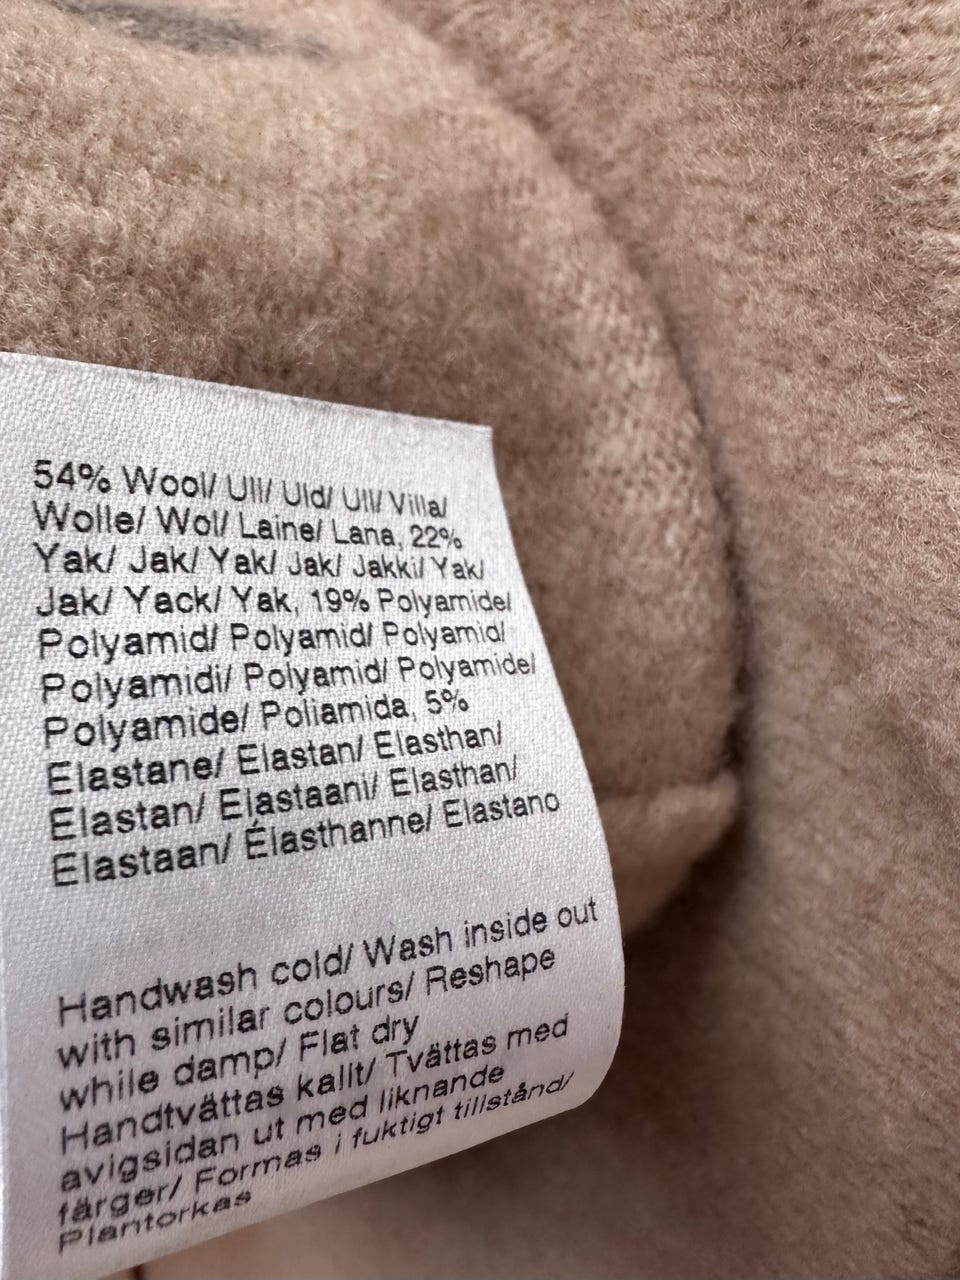 54% Wool/ Ull/ Uld/ Ull/ Villa/
Wolle/ Wol/ Laine/ Lana, 22%
Yak/ Jak/ Yak/ Jak/ Jakki/ Yak/
Jak/ Yack/ Yak, 19% Polyamide/
Polyamid/ Polyamid/ Polyamid/
Polyamidi/ Polyamid/ Polyamide/
Polyamide/ Poliamida, 5%
Elastane/ Elastan/ Elasthan/
Elastan/ Elastaani/ Elasthan/
Elastaan/ Élasthanne/ Elastano
Handwash cold/ Wash inside out
with similar colours/ Reshape
while damp/ Flat dry
Handtvättas kallt/ Tvättas med
avigsidan ut med liknande
färger/ Formas i fuktigt tillstånd/
Plantorkas